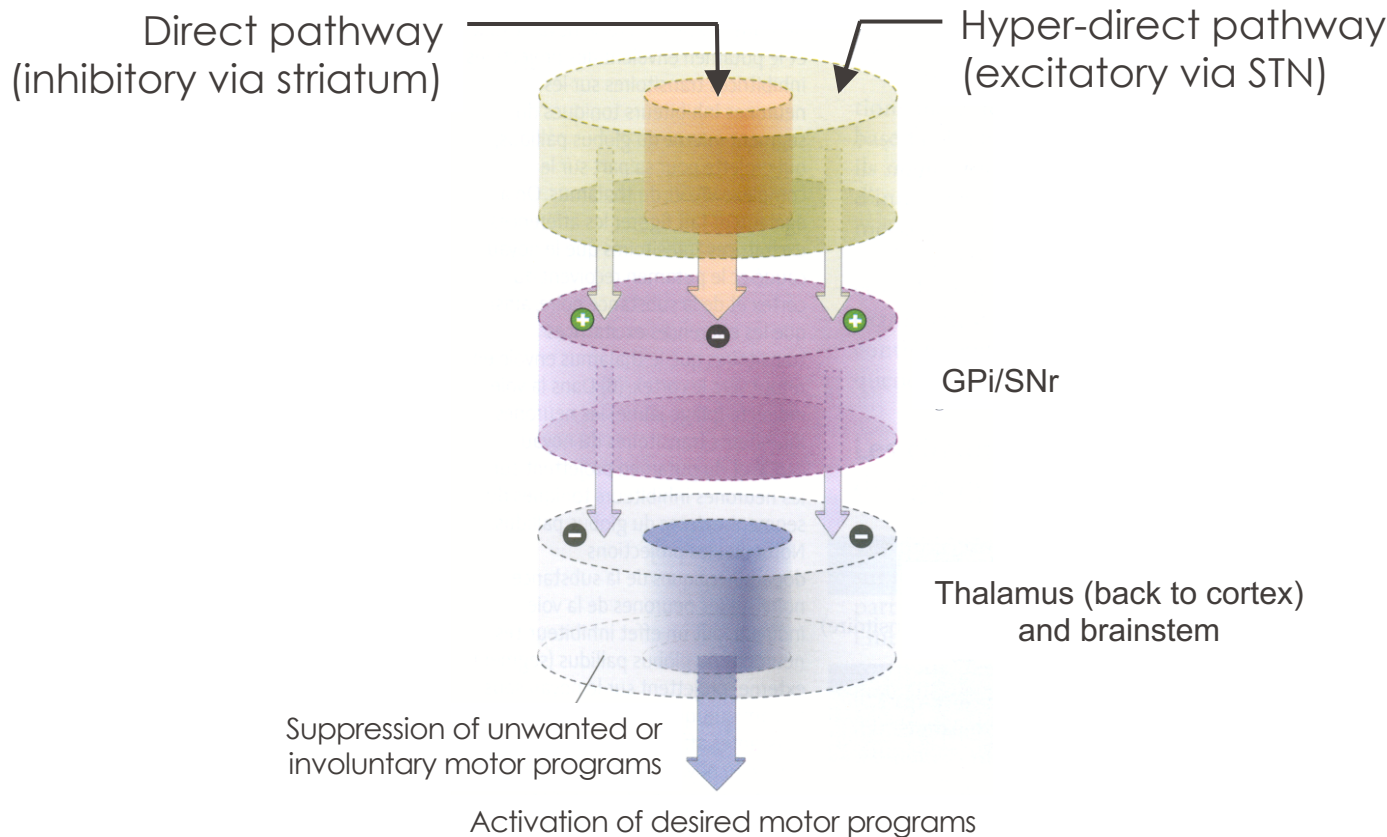 Direct pathway
(inhibitory via striatum)
Hyper-direct pathway
(excitatory via STN)
+
−
+
GPi/SNr
−
−
Thalamus (back to cortex)
and brainstem
Suppression of unwanted or
involuntary motor programs
Activation of desired motor programs